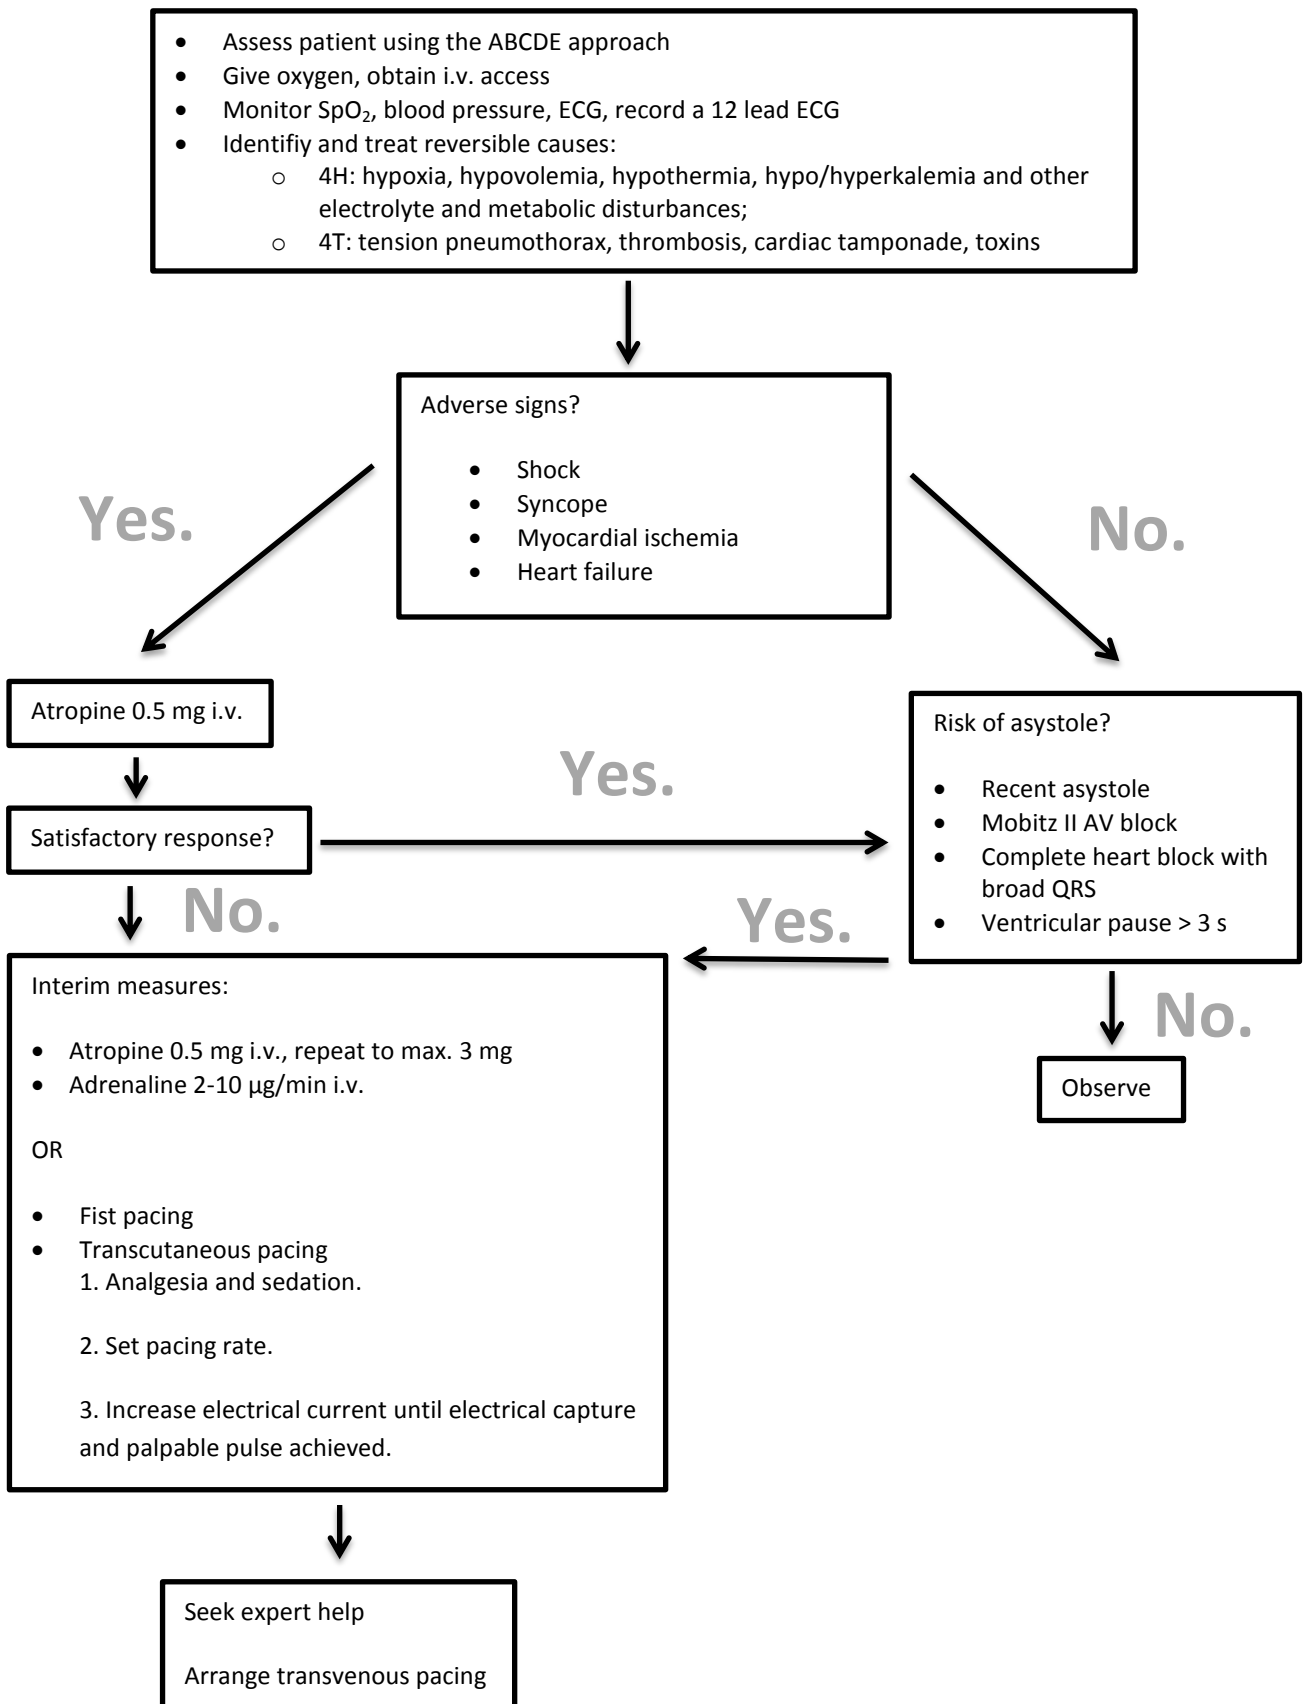 • Assess patient using the ABCDE approach
• Give oxygen, obtain i.v. access
• Monitor SpO₂, blood pressure, ECG, record a 12 lead ECG
• Identifiy and treat reversible causes:
o 4H: hypoxia, hypovolemia, hypothermia, hypo/hyperkalemia and other
electrolyte and metabolic disturbances;
o 4T: tension pneumothorax, thrombosis, cardiac tamponade, toxins
Adverse signs?
• Shock
• Syncope
• Myocardial ischemia
• Heart failure
Yes.
No.
Atropine 0.5 mg i.v.
Satisfactory response?
Yes.
Risk of asystole?
• Recent asystole
• Mobitz II AV block
• Complete heart block with
broad QRS
• Ventricular pause > 3 s
No.
Yes.
No.
Observe
Interim measures:
• Atropine 0.5 mg i.v., repeat to max. 3 mg
• Adrenaline 2-10 µg/min i.v.
OR
• Fist pacing
• Transcutaneous pacing
1. Analgesia and sedation.
2. Set pacing rate.
3. Increase electrical current until electrical capture
and palpable pulse achieved.
Seek expert help
Arrange transvenous pacing